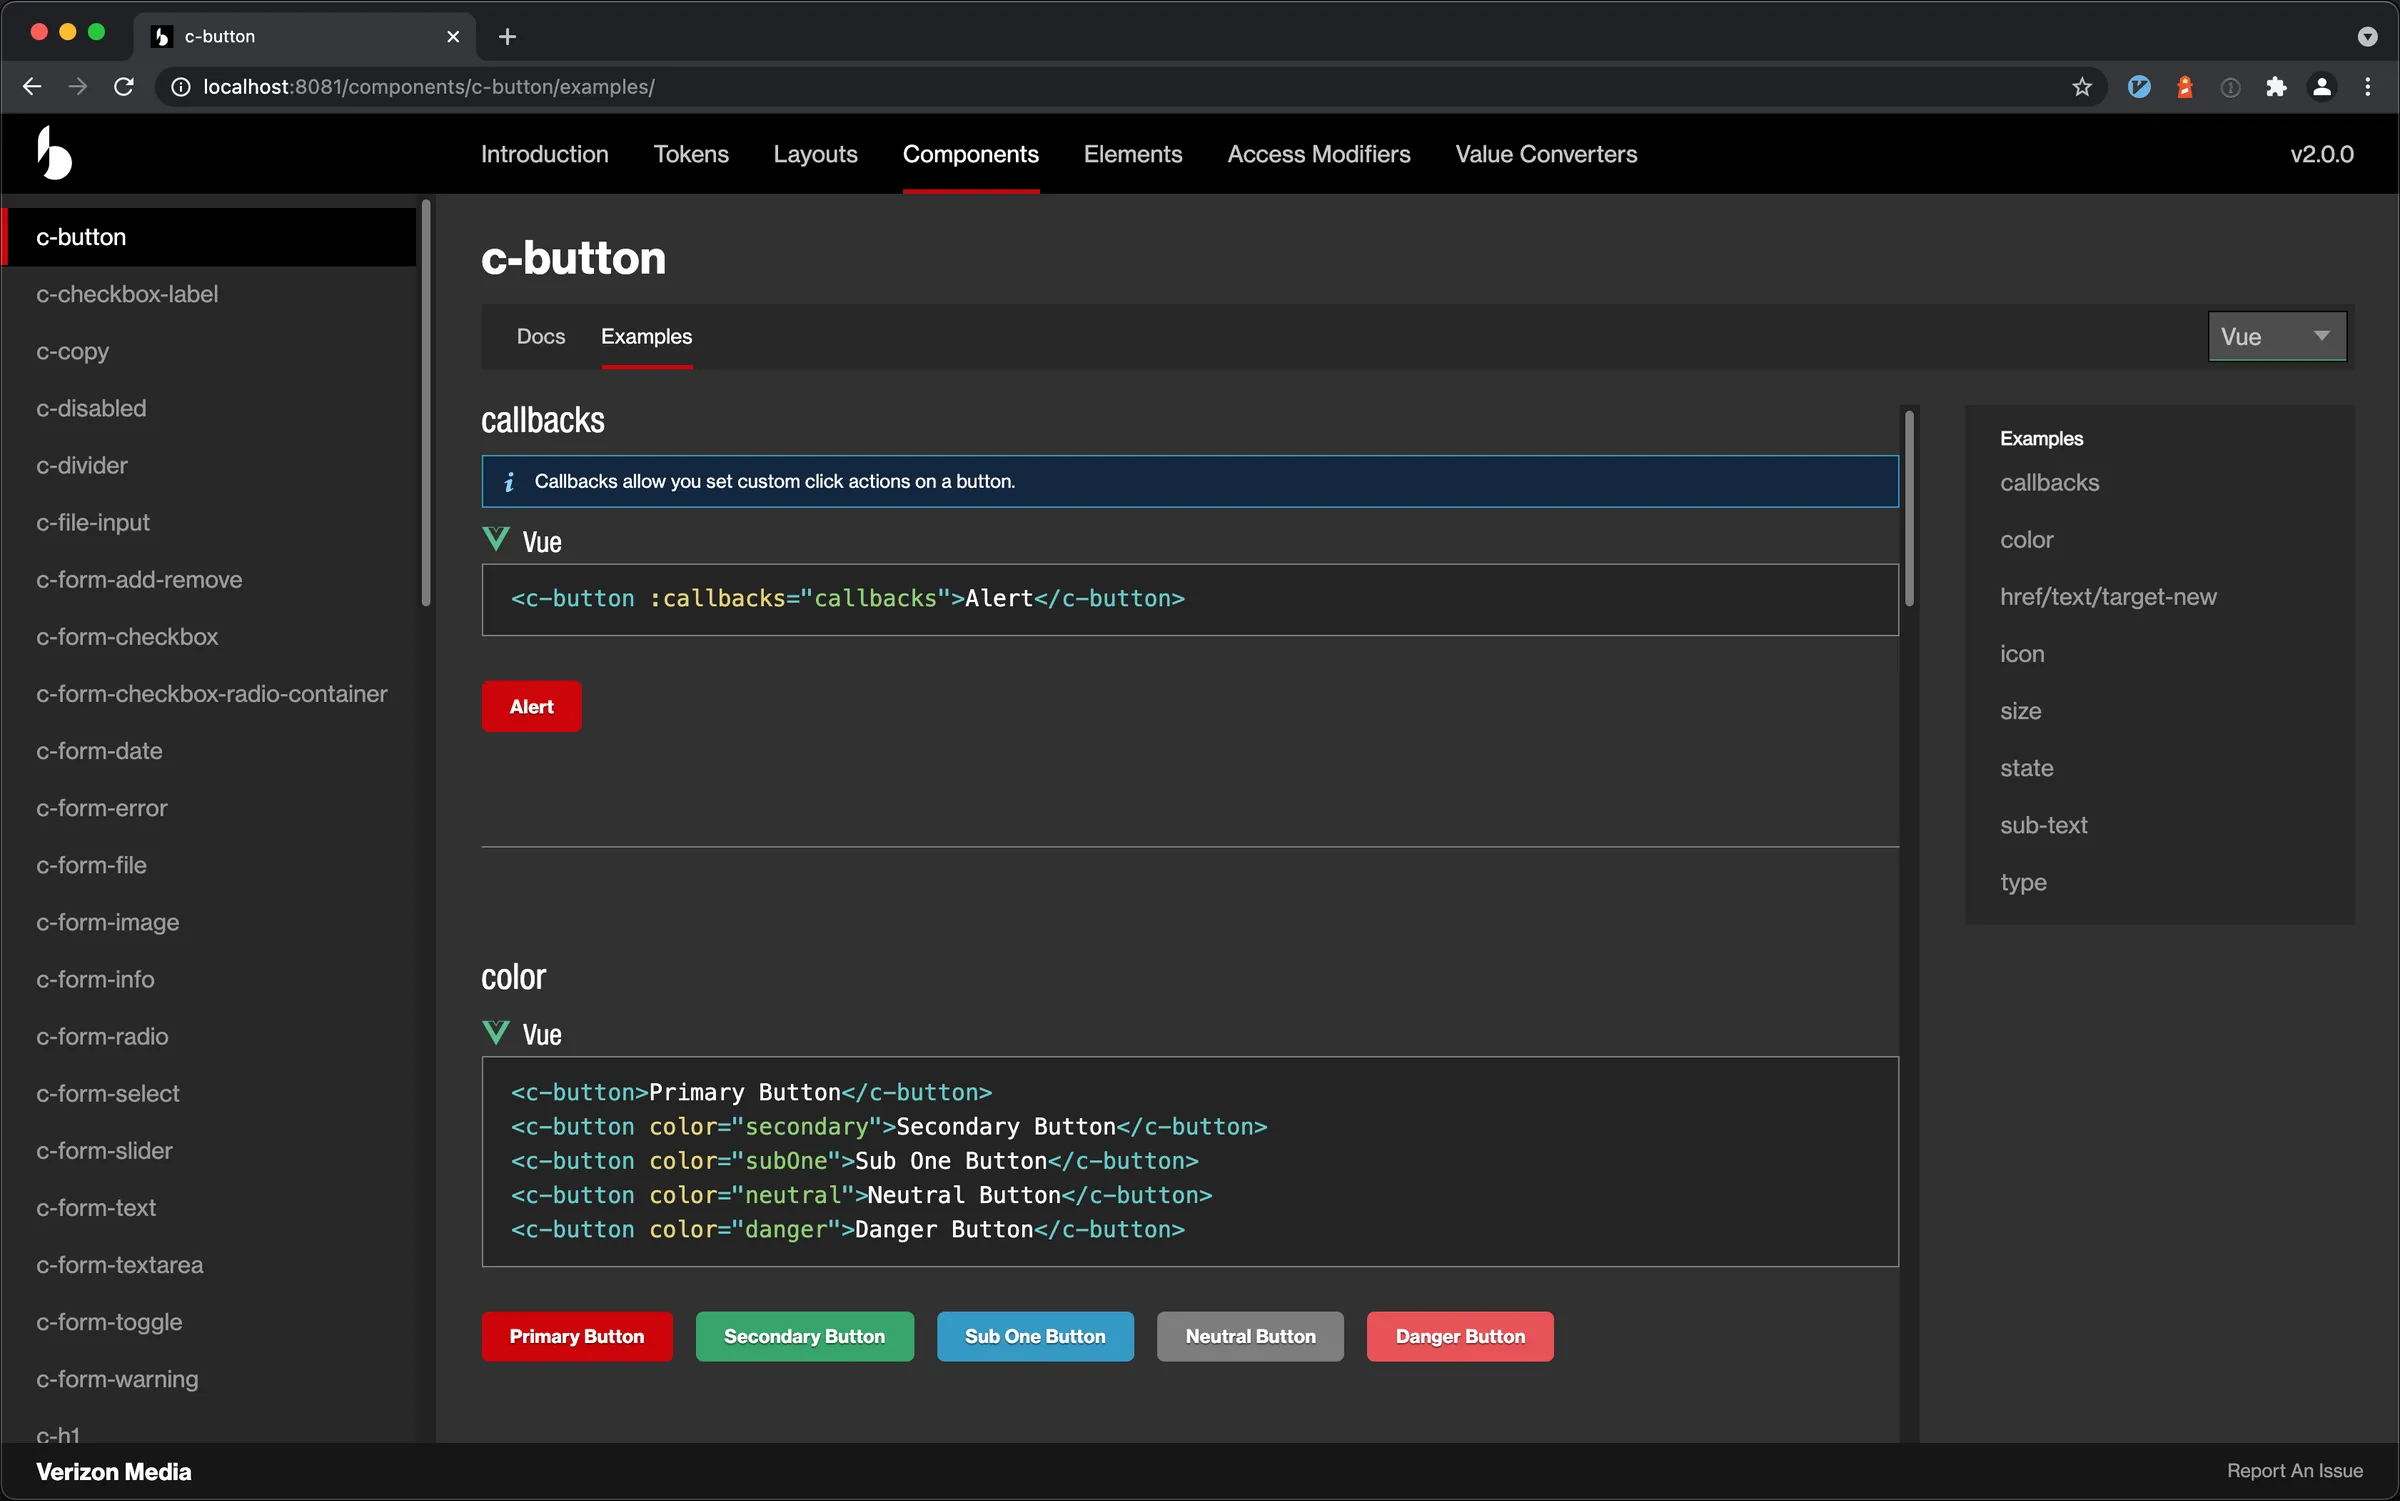 c-button
localhost:8081/components/c-button/examples/
Introduction Tokens Layouts Components Elements Access Modifiers Value Converters v2.0.0
c-button
c-checkbox-label
c-copy
c-disabled
c-divider
c-file-input
c-form-add-remove
c-form-checkbox
c-form-checkbox-radio-container
c-form-date
c-form-error
c-form-file
c-form-image
c-form-info
c-form-radio
c-form-select
c-form-slider
c-form-text
c-form-textarea
c-form-toggle
c-form-warning
c-h1
c-button
Docs Examples
Vue
callbacks
i Callbacks allow you set custom click actions on a button.
Vue
<c-button :callbacks="callbacks">Alert</c-button>
Alert
color
Vue
<c-button>Primary Button</c-button>
<c-button color="secondary">Secondary Button</c-button>
<c-button color="subOne">Sub One Button</c-button>
<c-button color="neutral">Neutral Button</c-button>
<c-button color="danger">Danger Button</c-button>
Primary Button Secondary Button Sub One Button Neutral Button Danger Button
Examples
callbacks
color
href/text/target-new
icon
size
state
sub-text
type
Verizon Media
Report An Issue